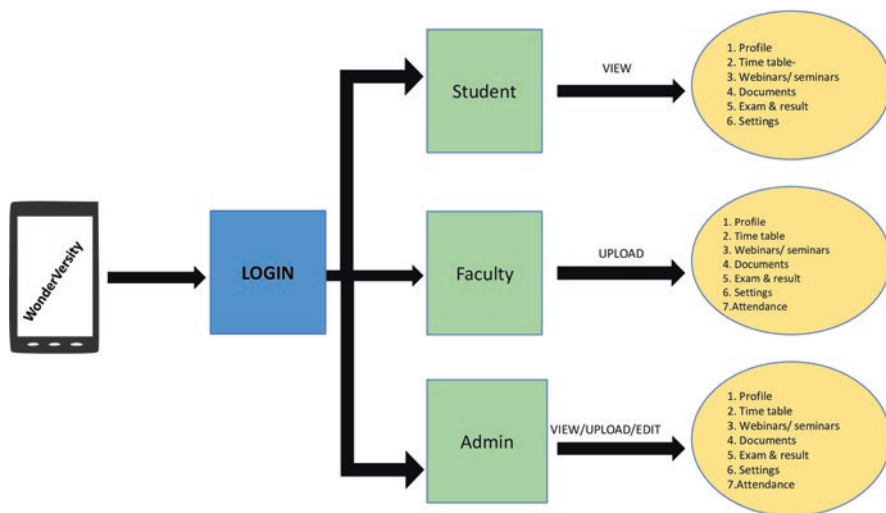 WonderVersity
LOGIN
Student
VIEW
1. Profile
2. Time table-
3. Webinars/ seminars
4. Documents
5. Exam & result
6. Settings
Faculty
UPLOAD
1. Profile
2. Time table
3. Webinars/ seminars
4. Documents
5. Exam & result
6. Settings
7.Attendance
Admin
VIEW/UPLOAD/EDIT
1. Profile
2. Time table
3. Webinars/ seminars
4. Documents
5. Exam & result
6. Settings
7.Attendance